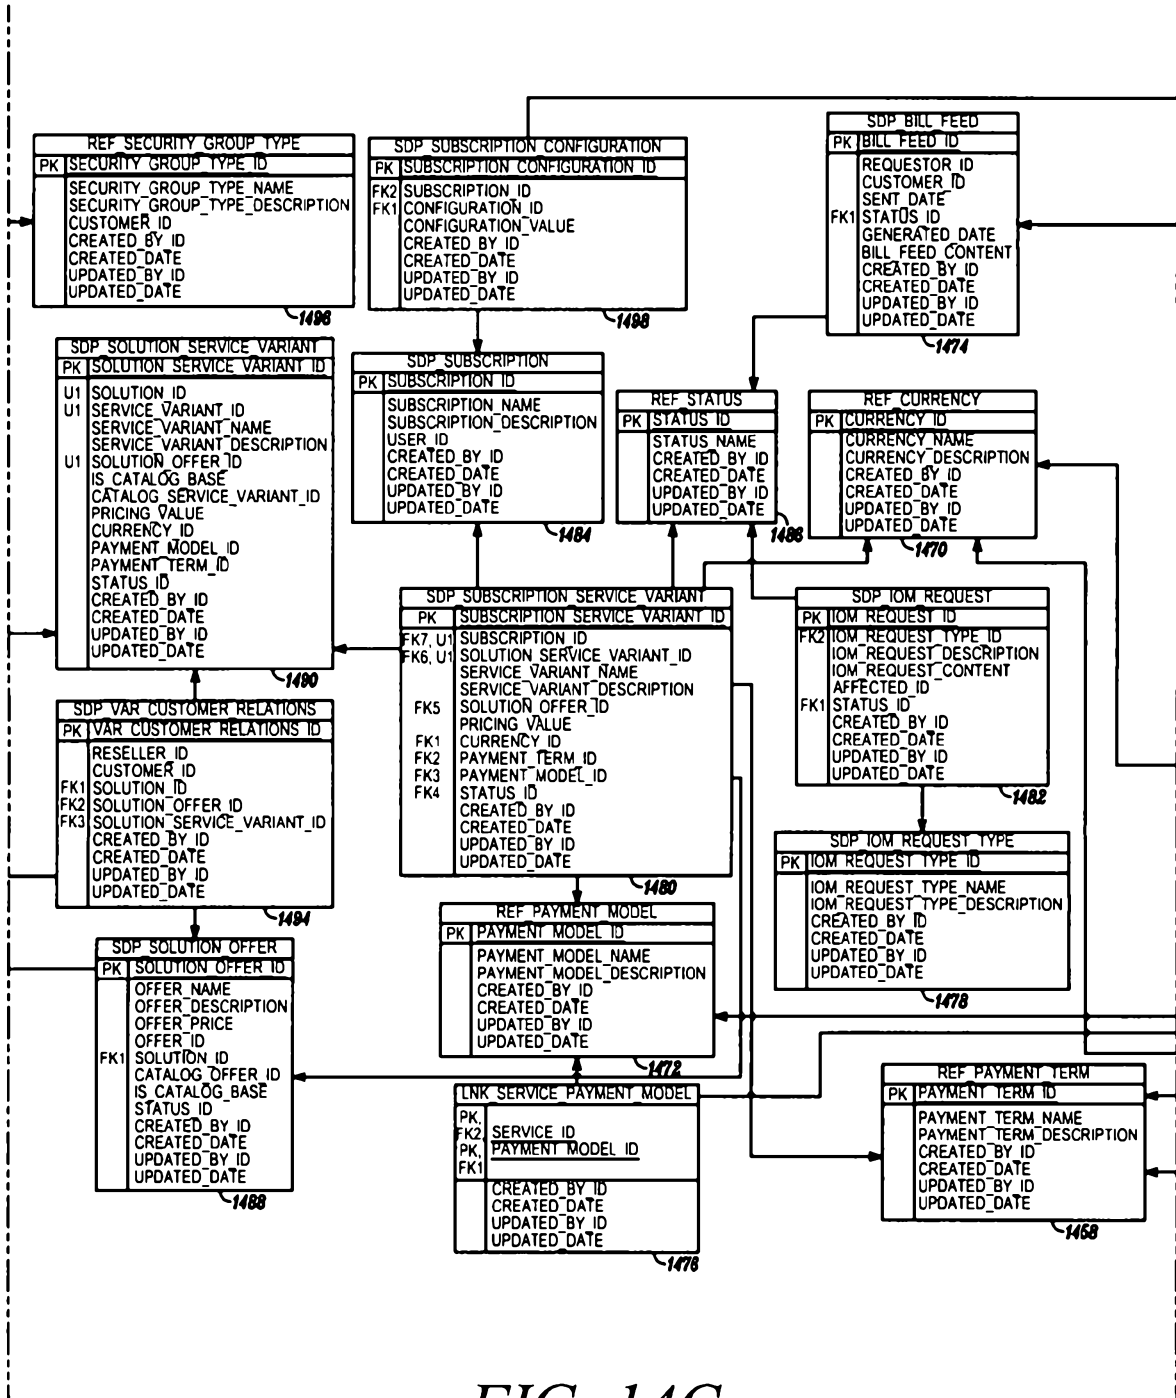 REF_SECURITY_GROUP_TYPE
PK SECURITY_GROUP_TYPE_ID
SECURITY_GROUP_TYPE_NAME
SECURITY_GROUP_TYPE_DESCRIPTION
CUSTOMER_ID
CREATED_BY_ID
CREATED_DATE
UPDATED_BY_ID
UPDATED_DATE
1496
SDP_SUBSCRIPTION_CONFIGURATION
PK SUBSCRIPTION_CONFIGURATION_ID
FK2 SUBSCRIPTION_ID
FK1 CONFIGURATION_ID
CONFIGURATION_VALUE
CREATED_BY_ID
CREATED_DATE
UPDATED_BY_ID
UPDATED_DATE
1498
SDP_BILL_FEED
PK BILL_FEED_ID
REQUESTOR_ID
CUSTOMER_ID
SENT_DATE
FK1 STATUS_ID
GENERATED_DATE
BILL_FEED_CONTENT
CREATED_BY_ID
CREATED_DATE
UPDATED_BY_ID
UPDATED_DATE
1474
SDP_SOLUTION_SERVICE_VARIANT
PK SOLUTION_SERVICE_VARIANT_ID
U1 SOLUTION_ID
U1 SERVICE_VARIANT_ID
SERVICE_VARIANT_NAME
SERVICE_VARIANT_DESCRIPTION
U1 SOLUTION_OFFER_ID
IS_CATALOG_BASE
CATALOG_SERVICE_VARIANT_ID
PRICING_VALUE
CURRENCY_ID
PAYMENT_MODEL_ID
PAYMENT_TERM_ID
STATUS_ID
CREATED_BY_ID
CREATED_DATE
UPDATED_BY_ID
UPDATED_DATE
1490
SDP_SUBSCRIPTION
PK SUBSCRIPTION_ID
SUBSCRIPTION_NAME
SUBSCRIPTION_DESCRIPTION
USER_ID
CREATED_BY_ID
CREATED_DATE
UPDATED_BY_ID
UPDATED_DATE
1484
REF_STATUS
PK STATUS_ID
STATUS_NAME
CREATED_BY_ID
CREATED_DATE
UPDATED_BY_ID
UPDATED_DATE
1486
REF_CURRENCY
PK CURRENCY_ID
CURRENCY_NAME
CURRENCY_DESCRIPTION
CREATED_BY_ID
CREATED_DATE
UPDATED_BY_ID
UPDATED_DATE
1470
SDP_SUBSCRIPTION_SERVICE_VARIANT
PK SUBSCRIPTION_SERVICE_VARIANT_ID
FK7, U1 SUBSCRIPTION_ID
FK6, U1 SOLUTION_SERVICE_VARIANT_ID
SERVICE_VARIANT_NAME
SERVICE_VARIANT_DESCRIPTION
FK5 SOLUTION_OFFER_ID
PRICING_VALUE
FK1 CURRENCY_ID
FK2 PAYMENT_TERM_ID
FK3 PAYMENT_MODEL_ID
FK4 STATUS_ID
CREATED_BY_ID
CREATED_DATE
UPDATED_BY_ID
UPDATED_DATE
1480
SDP_IOM_REQUEST
PK IOM_REQUEST_ID
FK2 IOM_REQUEST_TYPE_ID
IOM_REQUEST_DESCRIPTION
IOM_REQUEST_CONTENT
AFFECTED_ID
FK1 STATUS_ID
CREATED_BY_ID
CREATED_DATE
UPDATED_BY_ID
UPDATED_DATE
1482
SDP_VAR_CUSTOMER_RELATIONS
PK VAR_CUSTOMER_RELATIONS_ID
RESELLER_ID
CUSTOMER_ID
FK1 SOLUTION_ID
FK2 SOLUTION_OFFER_ID
FK3 SOLUTION_SERVICE_VARIANT_ID
CREATED_BY_ID
CREATED_DATE
UPDATED_BY_ID
UPDATED_DATE
1494
SDP_IOM_REQUEST_TYPE
PK IOM_REQUEST_TYPE_ID
IOM_REQUEST_TYPE_NAME
IOM_REQUEST_TYPE_DESCRIPTION
CREATED_BY_ID
CREATED_DATE
UPDATED_BY_ID
UPDATED_DATE
1478
REF_PAYMENT_MODEL
PK PAYMENT_MODEL_ID
PAYMENT_MODEL_NAME
PAYMENT_MODEL_DESCRIPTION
CREATED_BY_ID
CREATED_DATE
UPDATED_BY_ID
UPDATED_DATE
1472
SDP_SOLUTION_OFFER
PK SOLUTION_OFFER_ID
OFFER_NAME
OFFER_DESCRIPTION
OFFER_PRICE
OFFER_ID
FK1 SOLUTION_ID
CATALOG_OFFER_ID
IS_CATALOG_BASE
STATUS_ID
CREATED_BY_ID
CREATED_DATE
UPDATED_BY_ID
UPDATED_DATE
1488
LNK_SERVICE_PAYMENT_MODEL
PK,
FK2, SERVICE_ID
PK, PAYMENT_MODEL_ID
FK1
CREATED_BY_ID
CREATED_DATE
UPDATED_BY_ID
UPDATED_DATE
1476
REF_PAYMENT_TERM
PK PAYMENT_TERM_ID
PAYMENT_TERM_NAME
PAYMENT_TERM_DESCRIPTION
CREATED_BY_ID
CREATED_DATE
UPDATED_BY_ID
UPDATED_DATE
1468
FIG. 14C